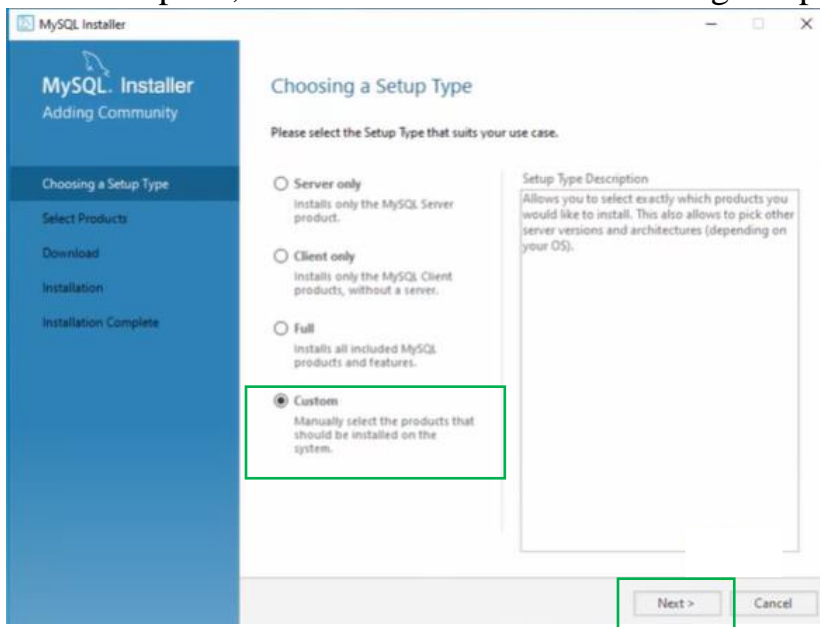 MySQL Installer
MySQL. Installer
Adding Community
Choosing a Setup Type
Select Products
Download
Installation
Installation Complete
Choosing a Setup Type
Please select the Setup Type that suits your use case.
Server only
Installs only the MySQL Server
product.
Client only
Installs only the MySQL Client
products, without a server.
Full
Installs all included MySQL
products and features.
Custom
Manually select the products that
should be installed on the
system.
Setup Type Description
Allows you to select exactly which products you
would like to install. This also allows to pick other
server versions and architectures (depending on
your OS).
Next >
Cancel